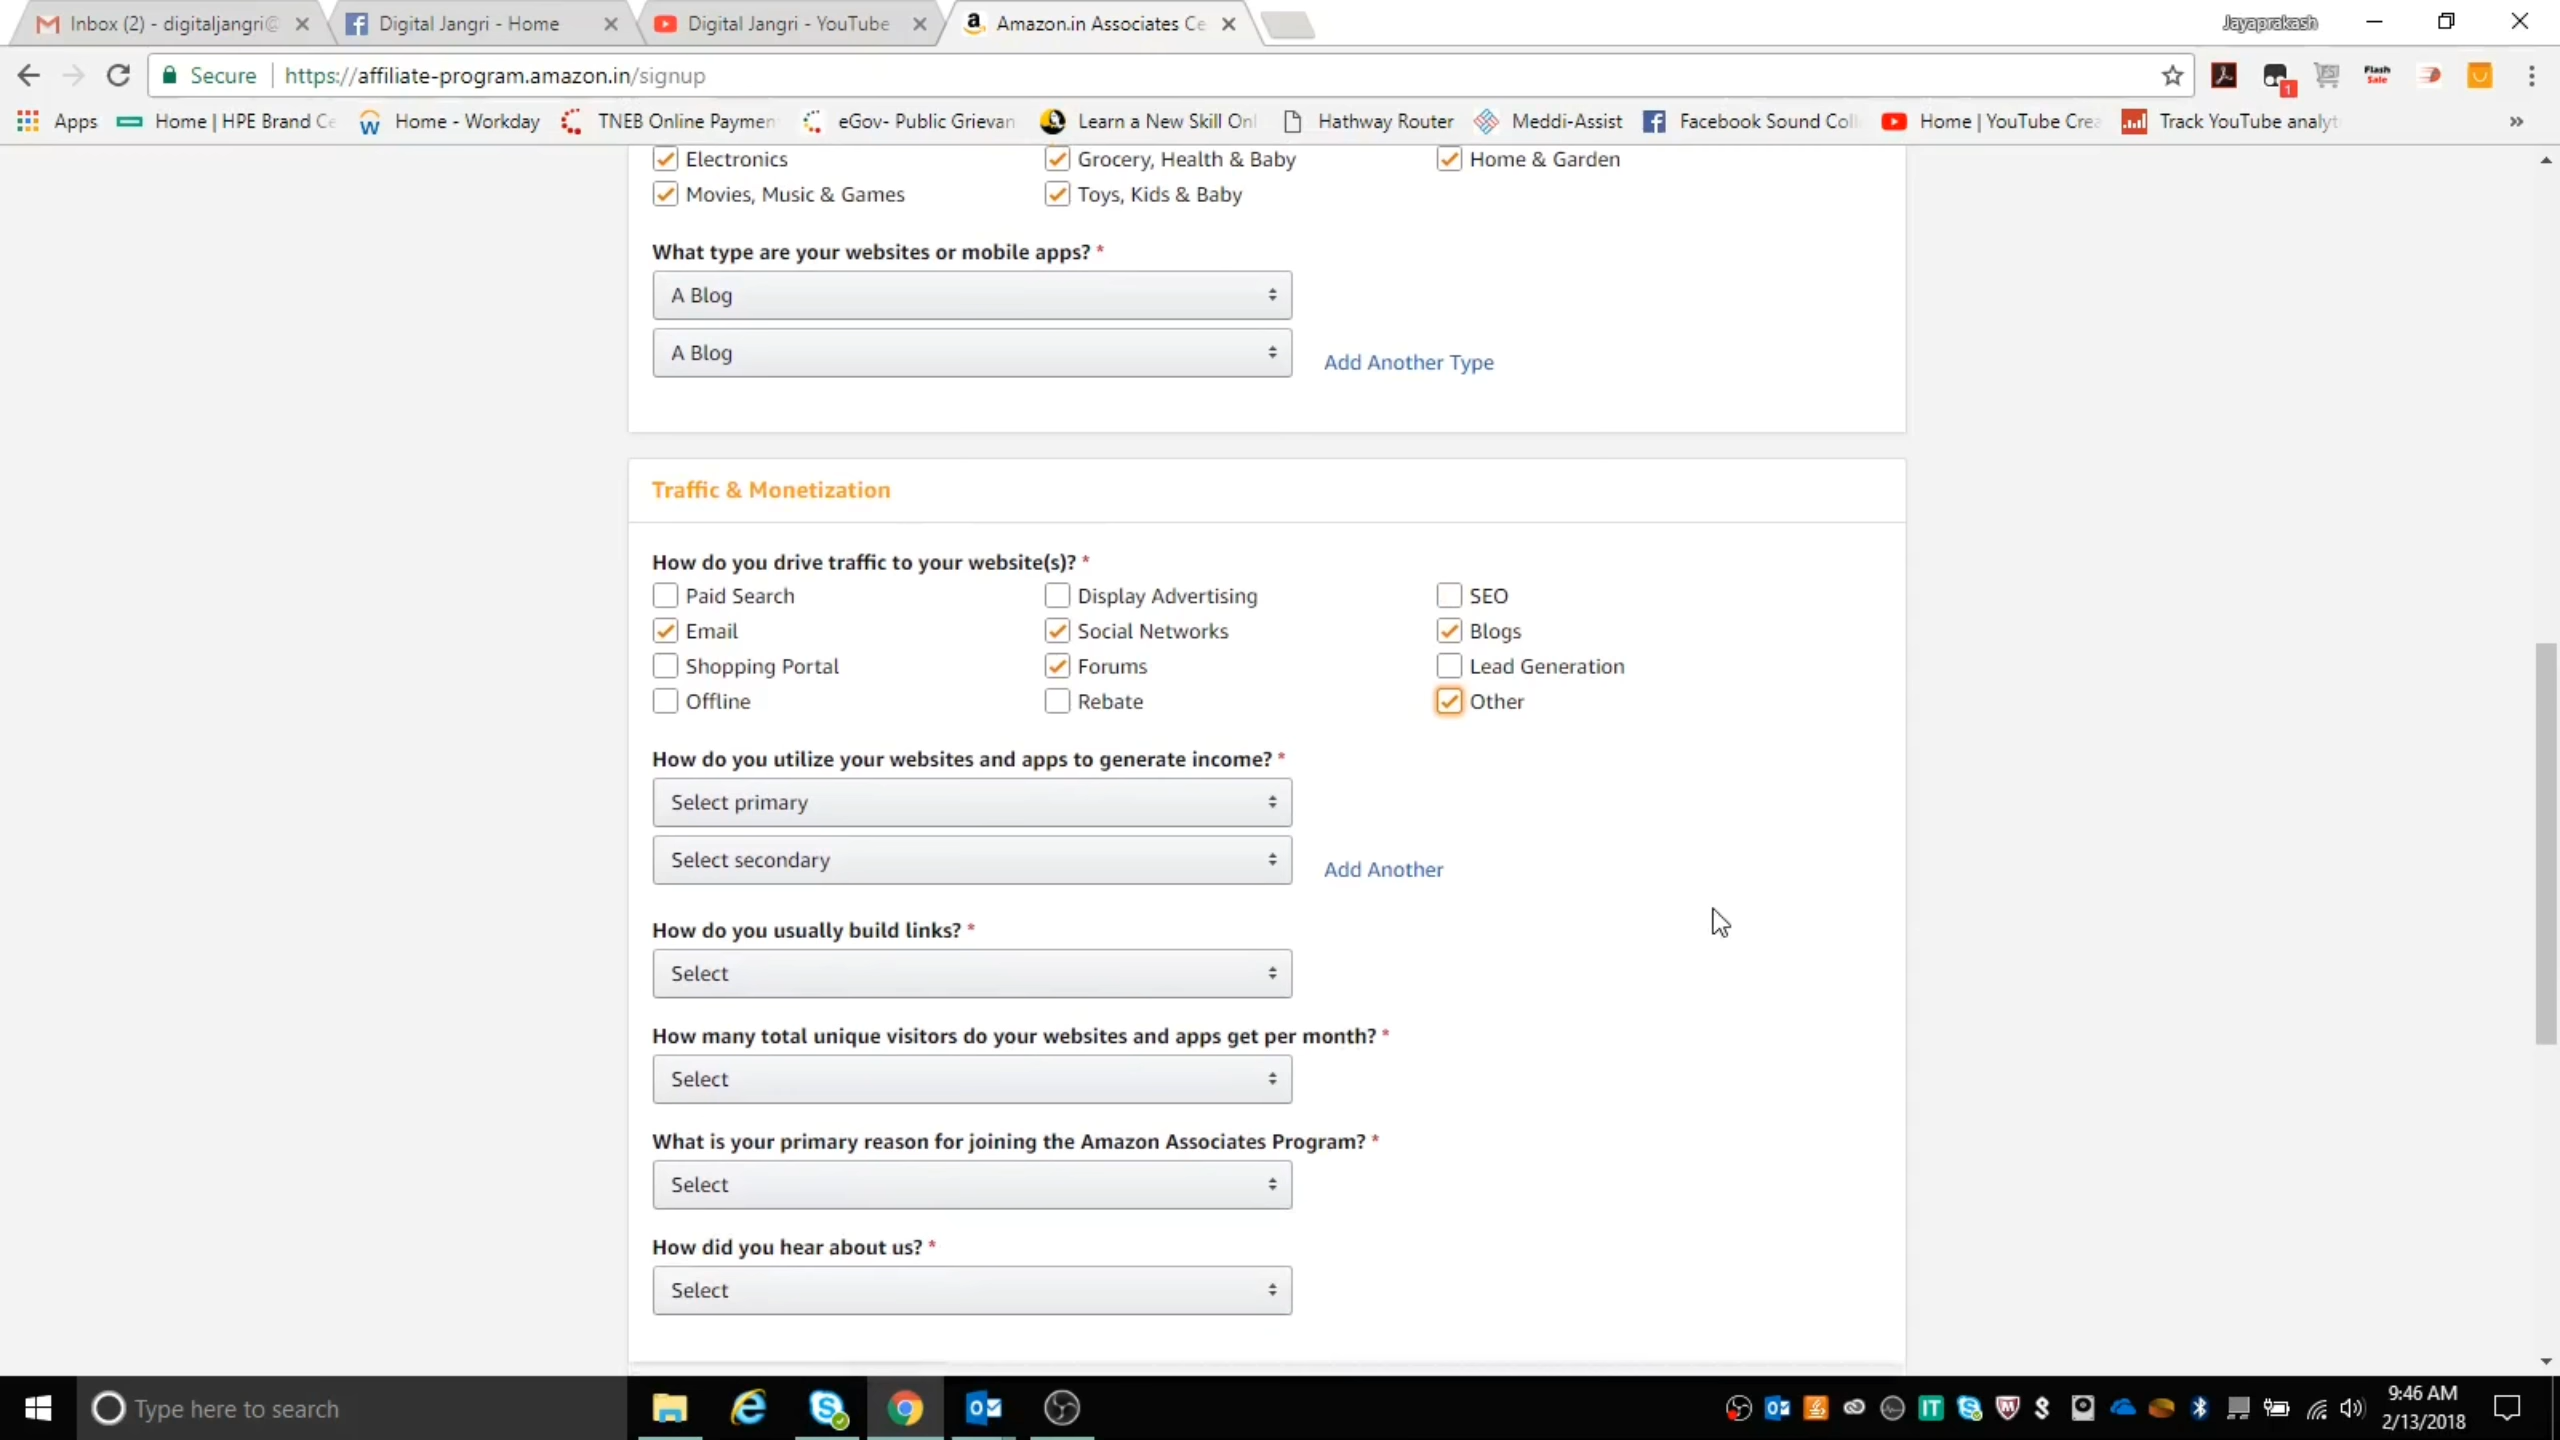 Inbox (2) - digitaljangri@ Digital Jangri - Home Digital Jangri - YouTube Amazon.in Associates Ce Jayaprakash
Secure https://affiliate-program.amazon.in/signup Flash Sale 1
Apps Home | HPE Brand Ce Home - Workday TNEB Online Paymen eGov- Public Grievan Learn a New Skill Onl Hathway Router Meddi-Assist Facebook Sound Coll Home | YouTube Crea Track YouTube analyt »
Electronics Grocery, Health & Baby Home & Garden
Movies, Music & Games Toys, Kids & Baby
What type are your websites or mobile apps? *
A Blog
A Blog Add Another Type
Traffic & Monetization
How do you drive traffic to your website(s)? *
Paid Search Display Advertising SEO
Email Social Networks Blogs
Shopping Portal Forums Lead Generation
Offline Rebate Other
How do you utilize your websites and apps to generate income? *
Select primary
Select secondary Add Another
How do you usually build links? *
Select
How many total unique visitors do your websites and apps get per month? *
Select
What is your primary reason for joining the Amazon Associates Program? *
Select
How did you hear about us? *
Select
Type here to search 9:46 AM
2/13/2018